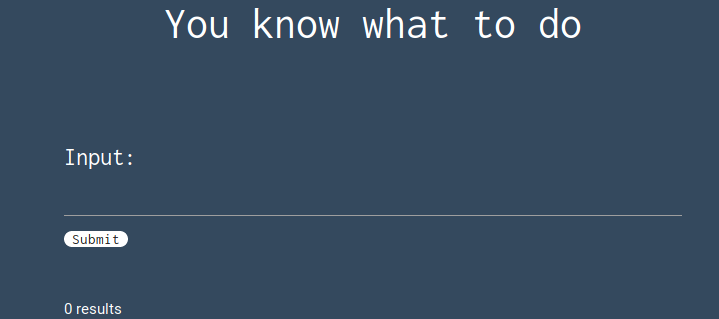 You know what to do
Input:
Submit
0 results